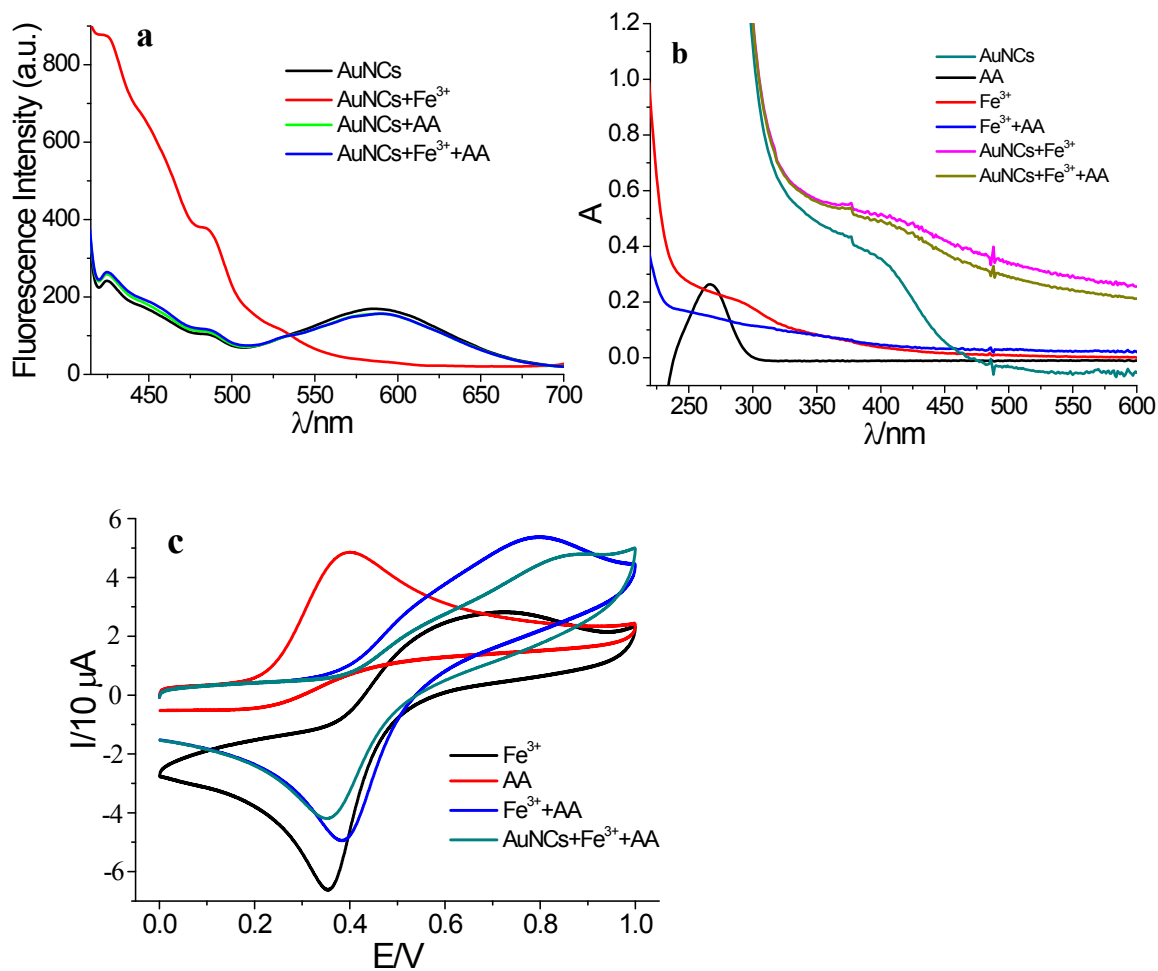 a
Fluorescence Intensity (a.u.)
800
600
400
200
0
450 500 550 600 650 700
λ/nm
AuNCs
AuNCs+Fe³⁺
AuNCs+AA
AuNCs+Fe³⁺+AA
b
A
1.2
1.0
0.8
0.6
0.4
0.2
0.0
250 300 350 400 450 500 550 600
λ/nm
AuNCs
AA
Fe³⁺
Fe³⁺+AA
AuNCs+Fe³⁺
AuNCs+Fe³⁺+AA
c
I/10 μA
6
4
2
0
-2
-4
-6
0.0 0.2 0.4 0.6 0.8 1.0
E/V
Fe³⁺
AA
Fe³⁺+AA
AuNCs+Fe³⁺+AA